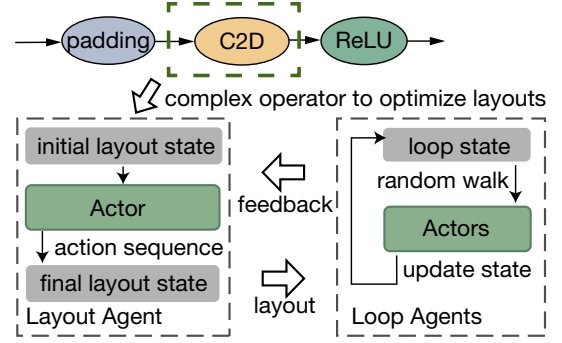 padding
C2D
ReLU
complex operator to optimize layouts
initial layout state
Actor
action sequence
final layout state
Layout Agent
feedback
layout
loop state
random walk
Actors
update state
Loop Agents